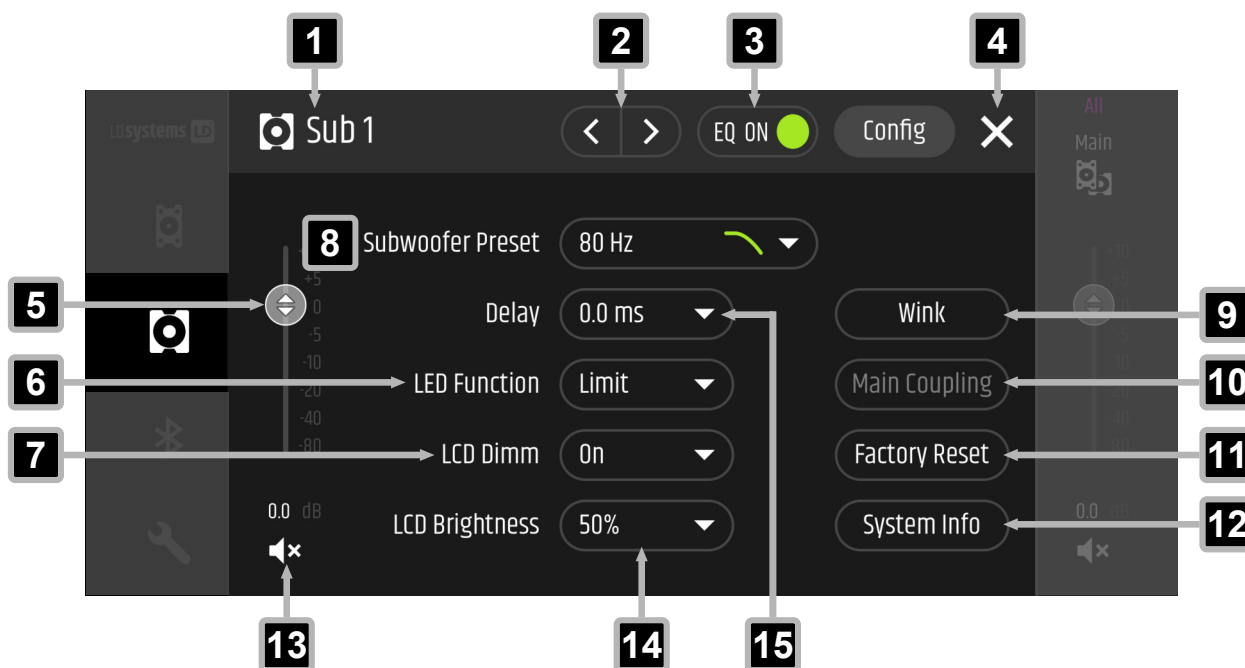 1 2 3 4
LD systems LD Sub 1 EQ ON Config All
Main
8 Subwoofer Preset 80 Hz +10
+5
5 0 Delay 0.0 ms Wink 9
-5
-10
6 -20 LED Function Limit Main Coupling 10
-40
7 -80 LCD Dimm On Factory Reset 11
0.0 dB LCD Brightness 50% System Info 0.0 dB 12
13 14 15